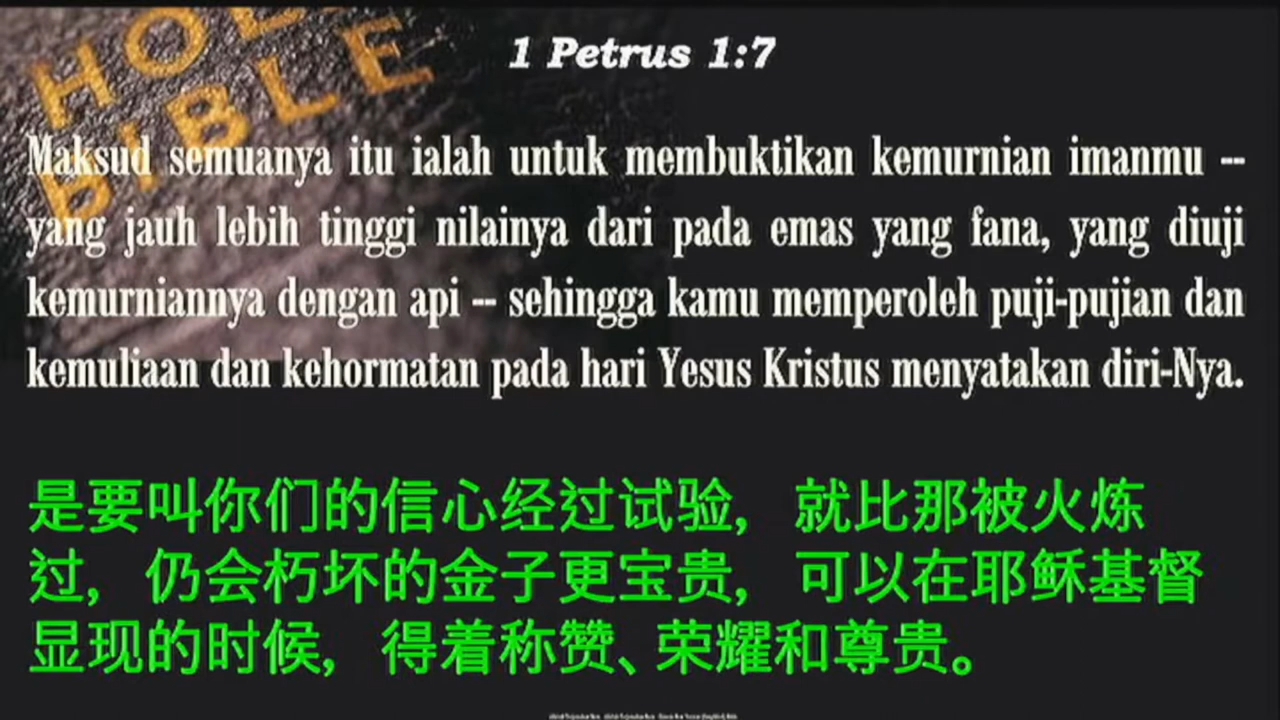 HOLY
BIBLE
1 Petrus 1:7
Maksud semuanya itu ialah untuk membuktikan kemurnian imanmu --
yang jauh lebih tinggi nilainya dari pada emas yang fana, yang diuji
kemurniannya dengan api -- sehingga kamu memperoleh puji-pujian dan
kemuliaan dan kehormatan pada hari Yesus Kristus menyatakan diri-Nya.
是要叫你们的信心经过试验, 就比那被火炼
过, 仍会朽坏的金子更宝贵, 可以在耶稣基督
显现的时候, 得着称赞、荣耀和尊贵。